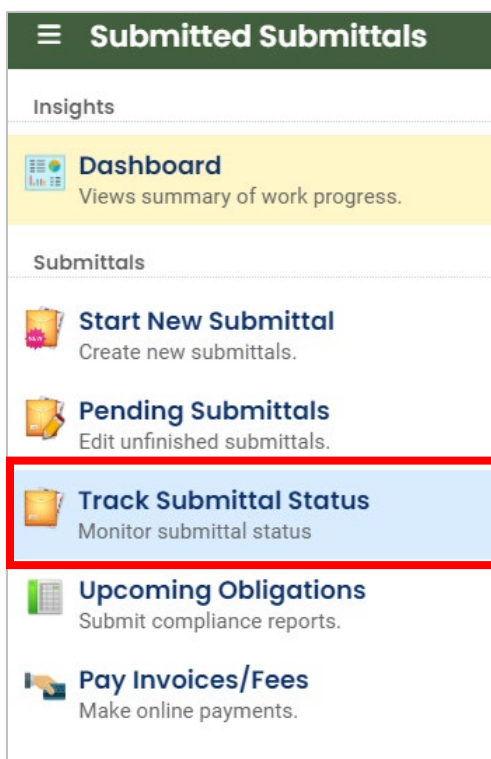 Submitted Submittals
Insights
Dashboard
Views summary of work progress.
Submittals
Start New Submittal
NEW
Create new submittals.
Pending Submittals
Edit unfinished submittals.
Track Submittal Status
Monitor submittal status
Upcoming Obligations
Submit compliance reports.
Pay Invoices/Fees
Make online payments.